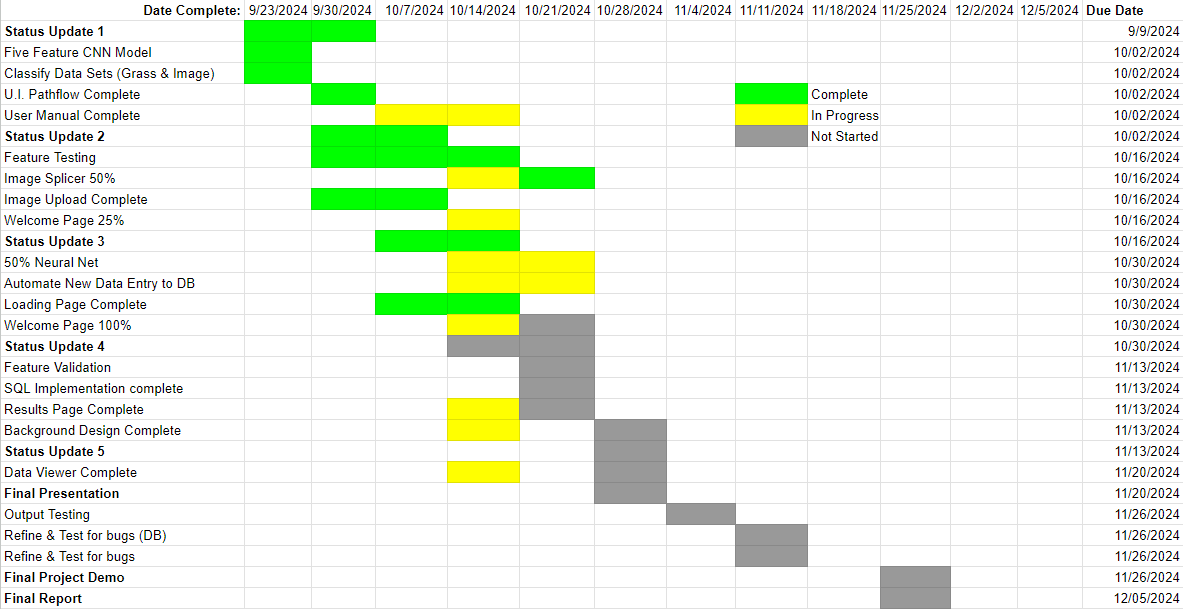 Date Complete: 9/23/2024 9/30/2024 10/7/2024 10/14/2024 10/21/2024 10/28/2024 11/4/2024 11/11/2024 11/18/2024 11/25/2024 12/2/2024 12/5/2024 Due Date
Status Update 1 9/9/2024
Five Feature CNN Model 10/02/2024
Classify Data Sets (Grass & Image) 10/02/2024
U.I. Pathflow Complete Complete 10/02/2024
User Manual Complete In Progress 10/02/2024
Status Update 2 Not Started 10/02/2024
Feature Testing 10/16/2024
Image Splicer 50% 10/16/2024
Image Upload Complete 10/16/2024
Welcome Page 25% 10/16/2024
Status Update 3 10/16/2024
50% Neural Net 10/30/2024
Automate New Data Entry to DB 10/30/2024
Loading Page Complete 10/30/2024
Welcome Page 100% 10/30/2024
Status Update 4 10/30/2024
Feature Validation 11/13/2024
SQL Implementation complete 11/13/2024
Results Page Complete 11/13/2024
Background Design Complete 11/13/2024
Status Update 5 11/13/2024
Data Viewer Complete 11/20/2024
Final Presentation 11/20/2024
Output Testing 11/26/2024
Refine & Test for bugs (DB) 11/26/2024
Refine & Test for bugs 11/26/2024
Final Project Demo 11/26/2024
Final Report 12/05/2024